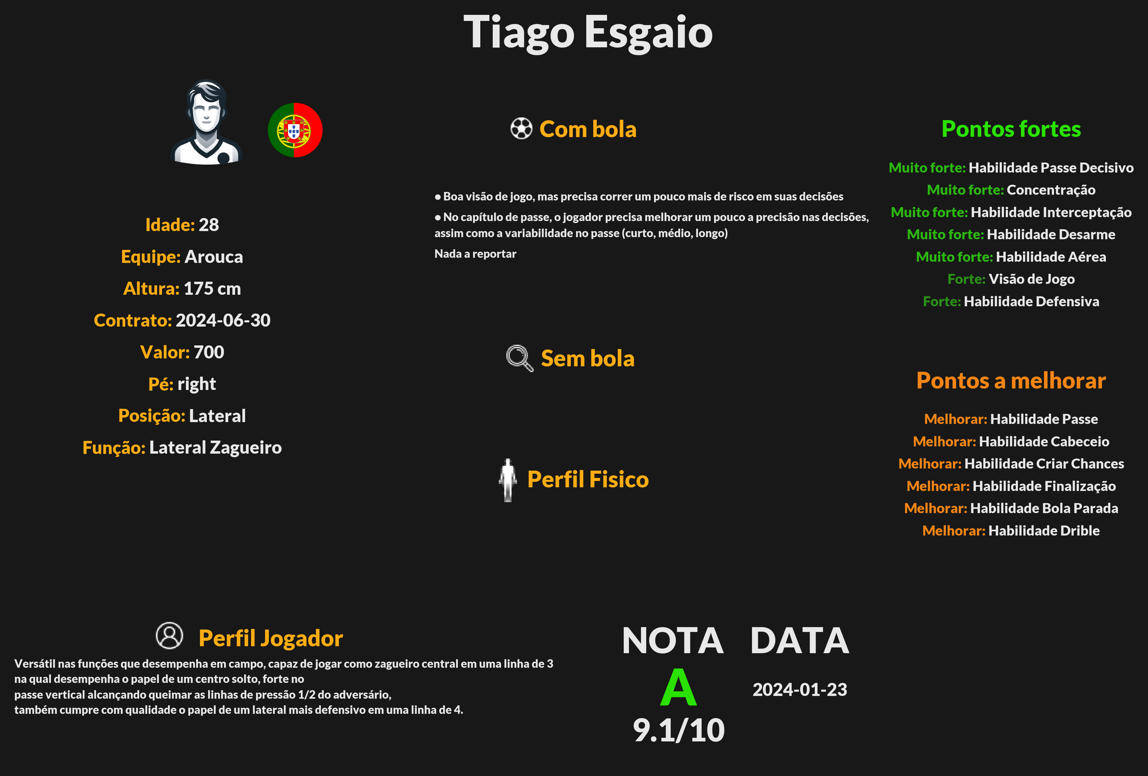 Tiago Esgaio
Idade: 28
Equipe: Arouca
Altura: 175 cm
Contrato: 2024-06-30
Valor: 700
Pé: right
Posição: Lateral
Função: Lateral Zagueiro
Com bola
● Boa visão de jogo, mas precisa correr um pouco mais de risco em suas decisões
● No capítulo de passe, o jogador precisa melhorar um pouco a precisão nas decisões,
assim como a variabilidade no passe (curto, médio, longo)
Nada a reportar
Sem bola
Perfil Fisico
Pontos fortes
Muito forte: Habilidade Passe Decisivo
Muito forte: Concentração
Muito forte: Habilidade Interceptação
Muito forte: Habilidade Desarme
Muito forte: Habilidade Aérea
Forte: Visão de Jogo
Forte: Habilidade Defensiva
Pontos a melhorar
Melhorar: Habilidade Passe
Melhorar: Habilidade Cabeceio
Melhorar: Habilidade Criar Chances
Melhorar: Habilidade Finalização
Melhorar: Habilidade Bola Parada
Melhorar: Habilidade Drible
Perfil Jogador
Versátil nas funções que desempenha em campo, capaz de jogar como zagueiro central em uma linha de 3
na qual desempenha o papel de um centro solto, forte no
passe vertical alcançando queimar as linhas de pressão 1/2 do adversário,
também cumpre com qualidade o papel de um lateral mais defensivo em uma linha de 4.
NOTA
A
9.1/10
DATA
2024-01-23